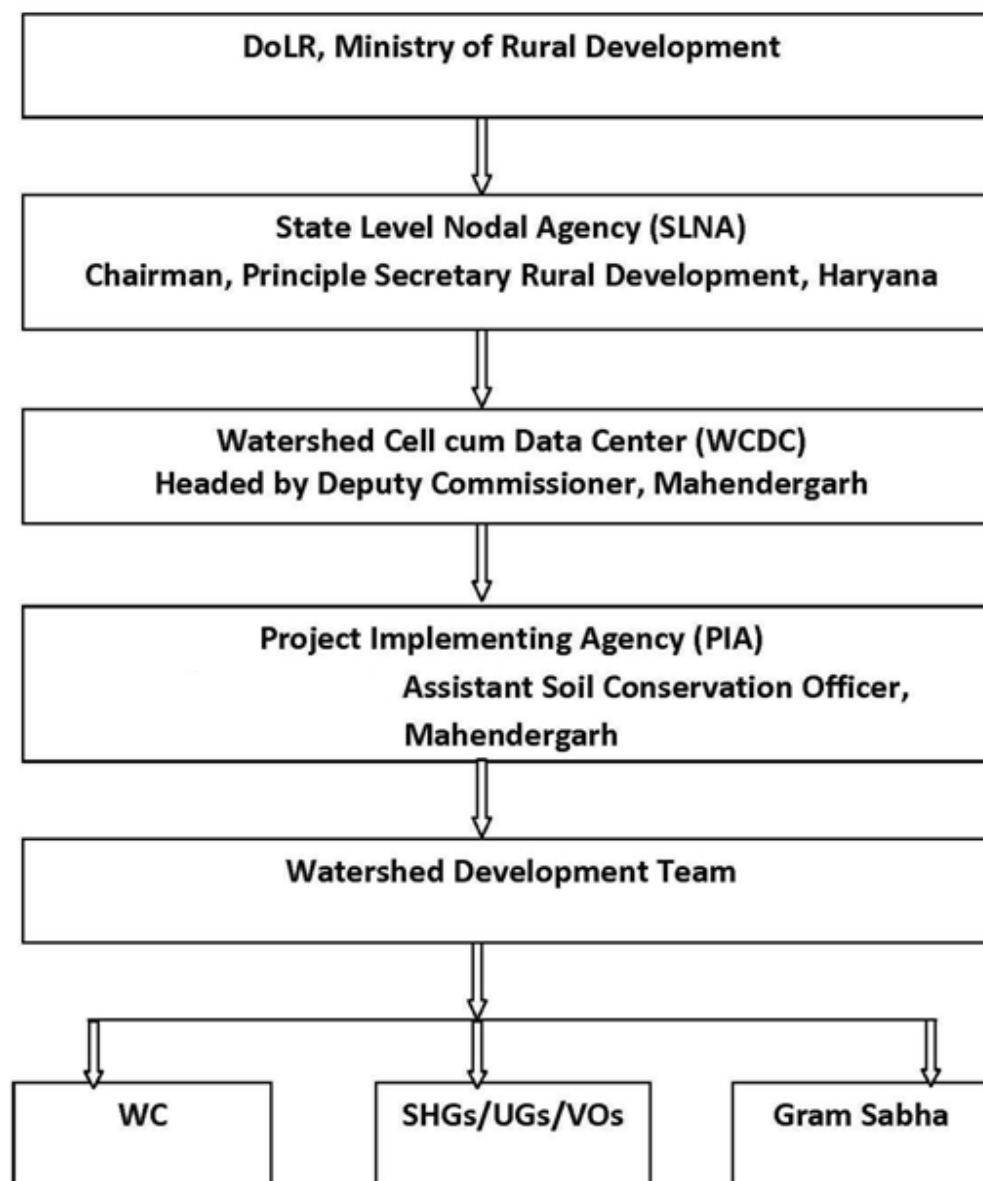 DoLR, Ministry of Rural Development
State Level Nodal Agency (SLNA)
Chairman, Principle Secretary Rural Development, Haryana
Watershed Cell cum Data Center (WCDC)
Headed by Deputy Commissioner, Mahendergarh
Project Implementing Agency (PIA)
Assistant Soil Conservation Officer,
Mahendergarh
Watershed Development Team
WC
SHGs/UGs/VOs
Gram Sabha